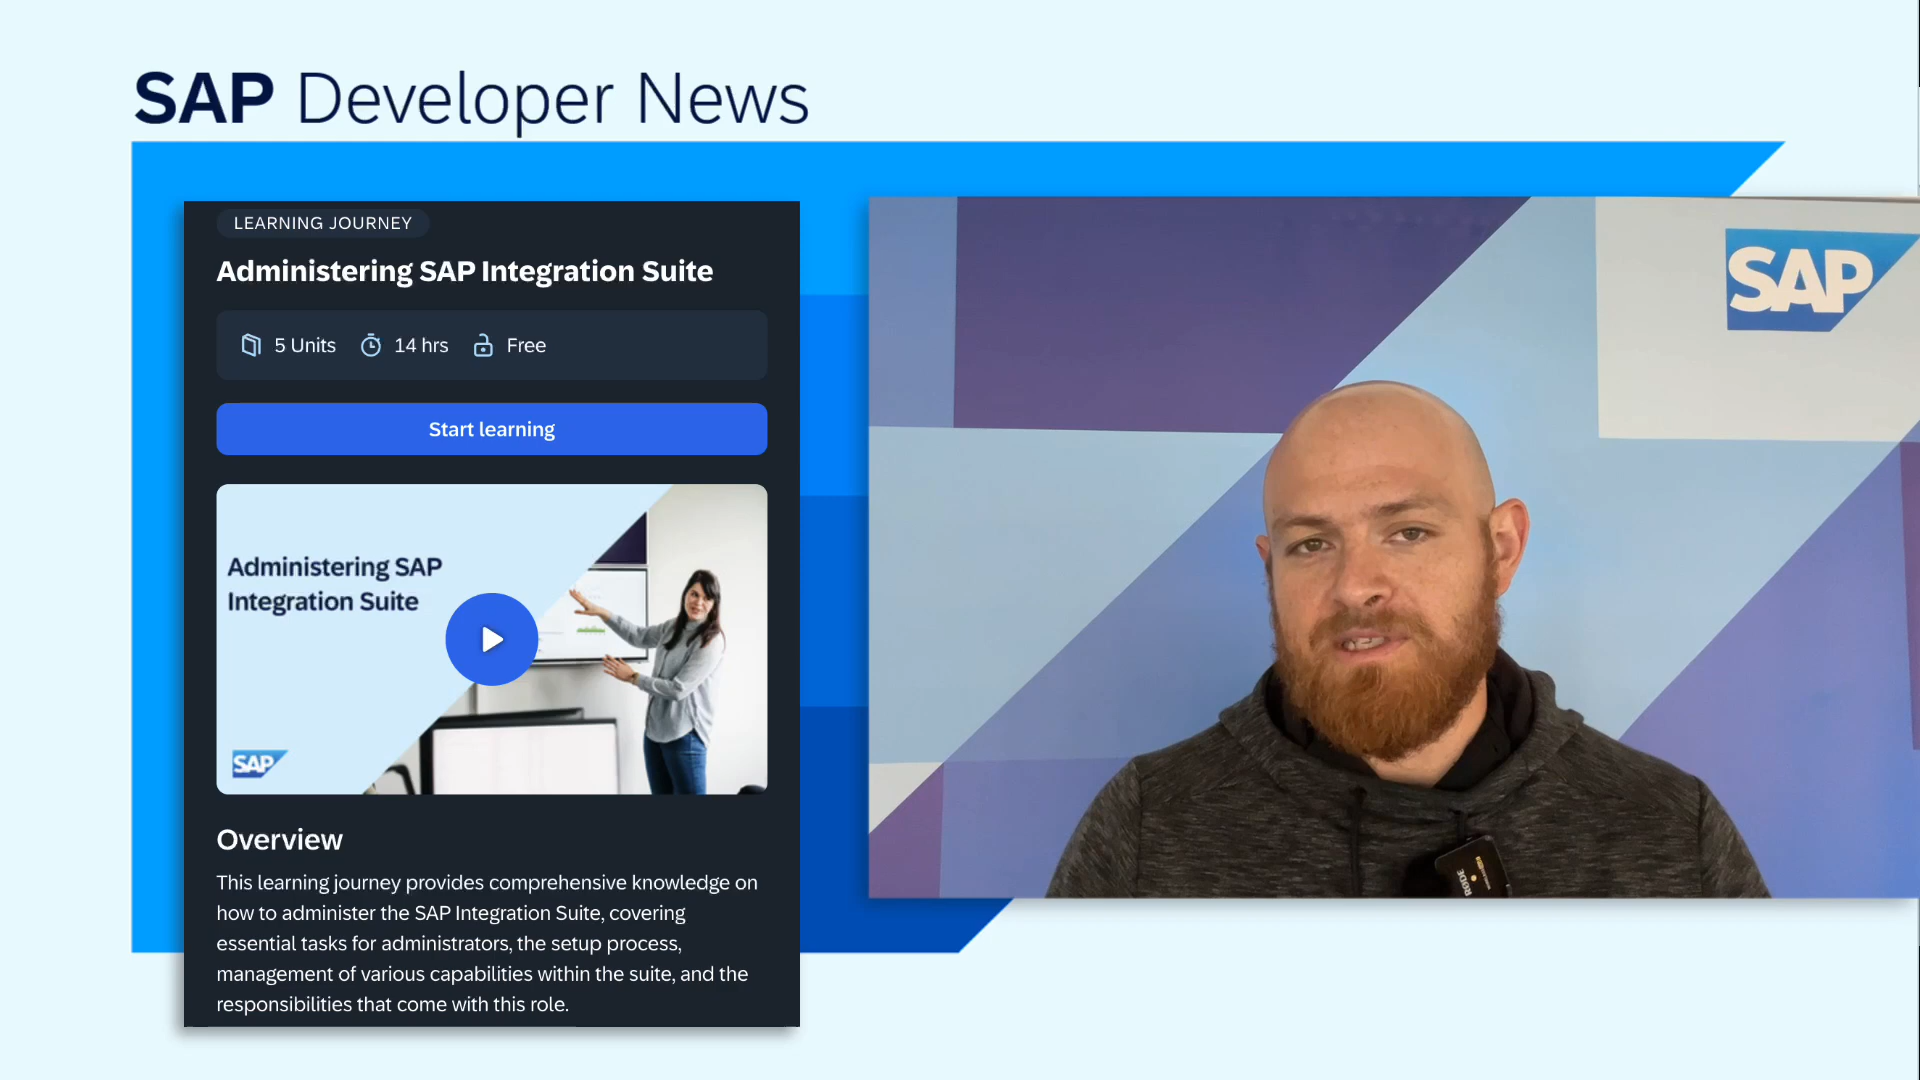 SAP Developer News
LEARNING JOURNEY
Administering SAP Integration Suite
5 Units 14 hrs Free
Start learning
Administering SAP
Integration Suite
SAP
Overview
This learning journey provides comprehensive knowledge on
how to administer the SAP Integration Suite, covering
essential tasks for administrators, the setup process,
management of various capabilities within the suite, and the
responsibilities that come with this role.
SAP
RØDE